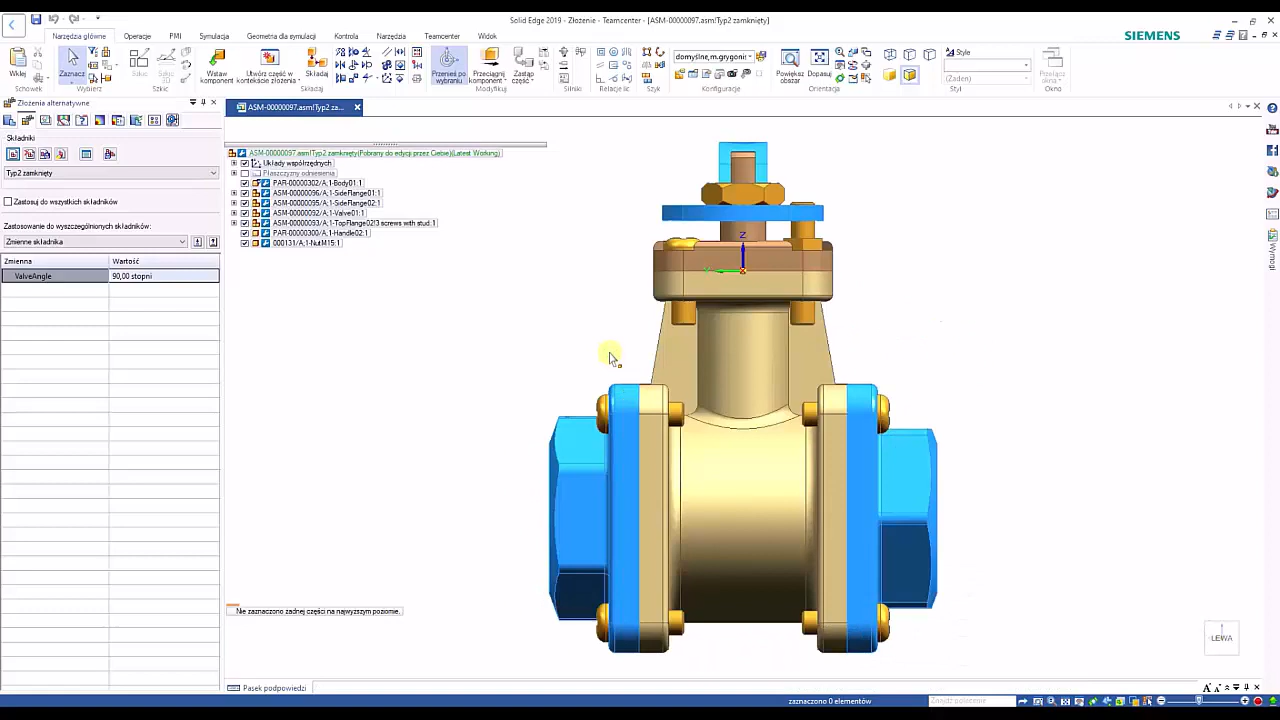 Solid Edge 2019 - Złożenie - Teamcenter - [ASM-00000097.asm!Typ2 zamknięty]
Narzędzia główne Operacje PMI Symulacja Geometria dla symulacji Kontrola Narzędzia Teamcenter Widok
SIEMENS
Wklej
Zaznacz
Szkic
Wstaw komponent
Utwórz część w kontekście złożenia
Składaj
Przenieś po wybraniu
Przeciągnij komponent
Zastąp część
domyślne,m.grygoni
Powiększ obszar
Dopasuj
Style
(Żaden)
Przełącz okno
Schowek Wybierz Szkic Składaj Modyfikuj Silniki Relacje lic Szyk Konfiguracje Orientacja Styl Okno
Złożenia alternatywne
ASM-00000097.asm!Typ2 za...
Składniki
Typ2 zamknięty
Zastosuj do wszystkich składników
Zastosowanie do wyszczególnionych składników:
Zmienne składnika
Zmienna Wartość
ValveAngle 90,00 stopni
ASM-00000097.asm!Typ2 zamknięty(Pobrany do edycji przez Ciebie)(Latest Working)
Układy współrzędnych
Płaszczyzny odniesienia
PAR-00000302/A;1-Body01:1
ASM-00000096/A;1-SideFlange01:1
ASM-00000095/A;1-SideFlange02:1
ASM-00000092/A;1-Valve01:1
ASM-00000093/A;1-TopFlange02!3 screws with stud:1
PAR-00000300/A;1-Handle02:1
000131/A;1-NutM15:1
Z
Y
Nie zaznaczono żadnej części na najwyższym poziomie.
LEWA
Wymogi
Pasek podpowiedzi
zaznaczono 0 elementów
Znajdź polecenie